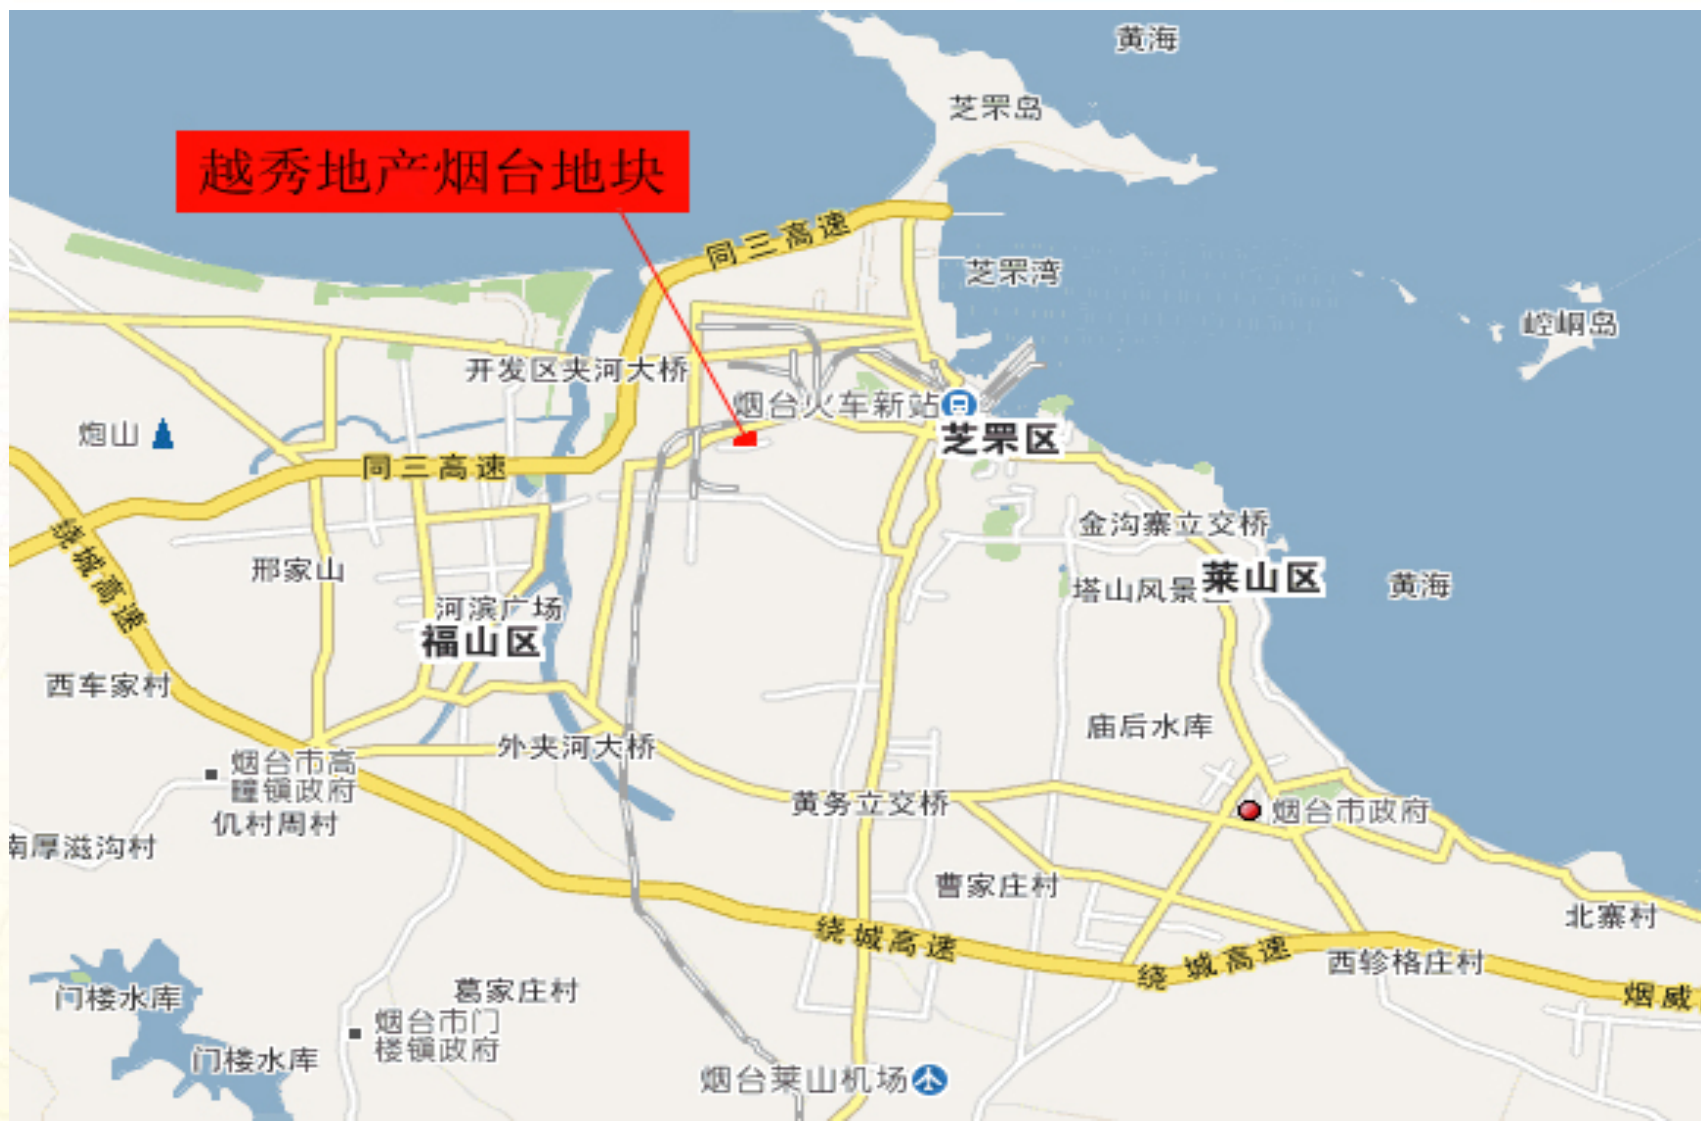 黄海
芝罘岛
越秀地产烟台地块
同三高速
芝罘湾
崆峒岛
开发区夹河大桥
烟台火车新站
炮山
芝罘区
同三高速
绕城高速
金沟寨立交桥
邢家山
塔山风景
莱山区
黄海
河滨广场
福山区
西车家村
庙后水库
外夹河大桥
烟台市高
疃镇政府
仉村周村
黄务立交桥
烟台市政府
南厚滋沟村
曹家庄村
北寨村
绕城高速
绕城高速
西轸格庄村
烟威
葛家庄村
门楼水库
烟台市门
楼镇政府
门楼水库
烟台莱山机场